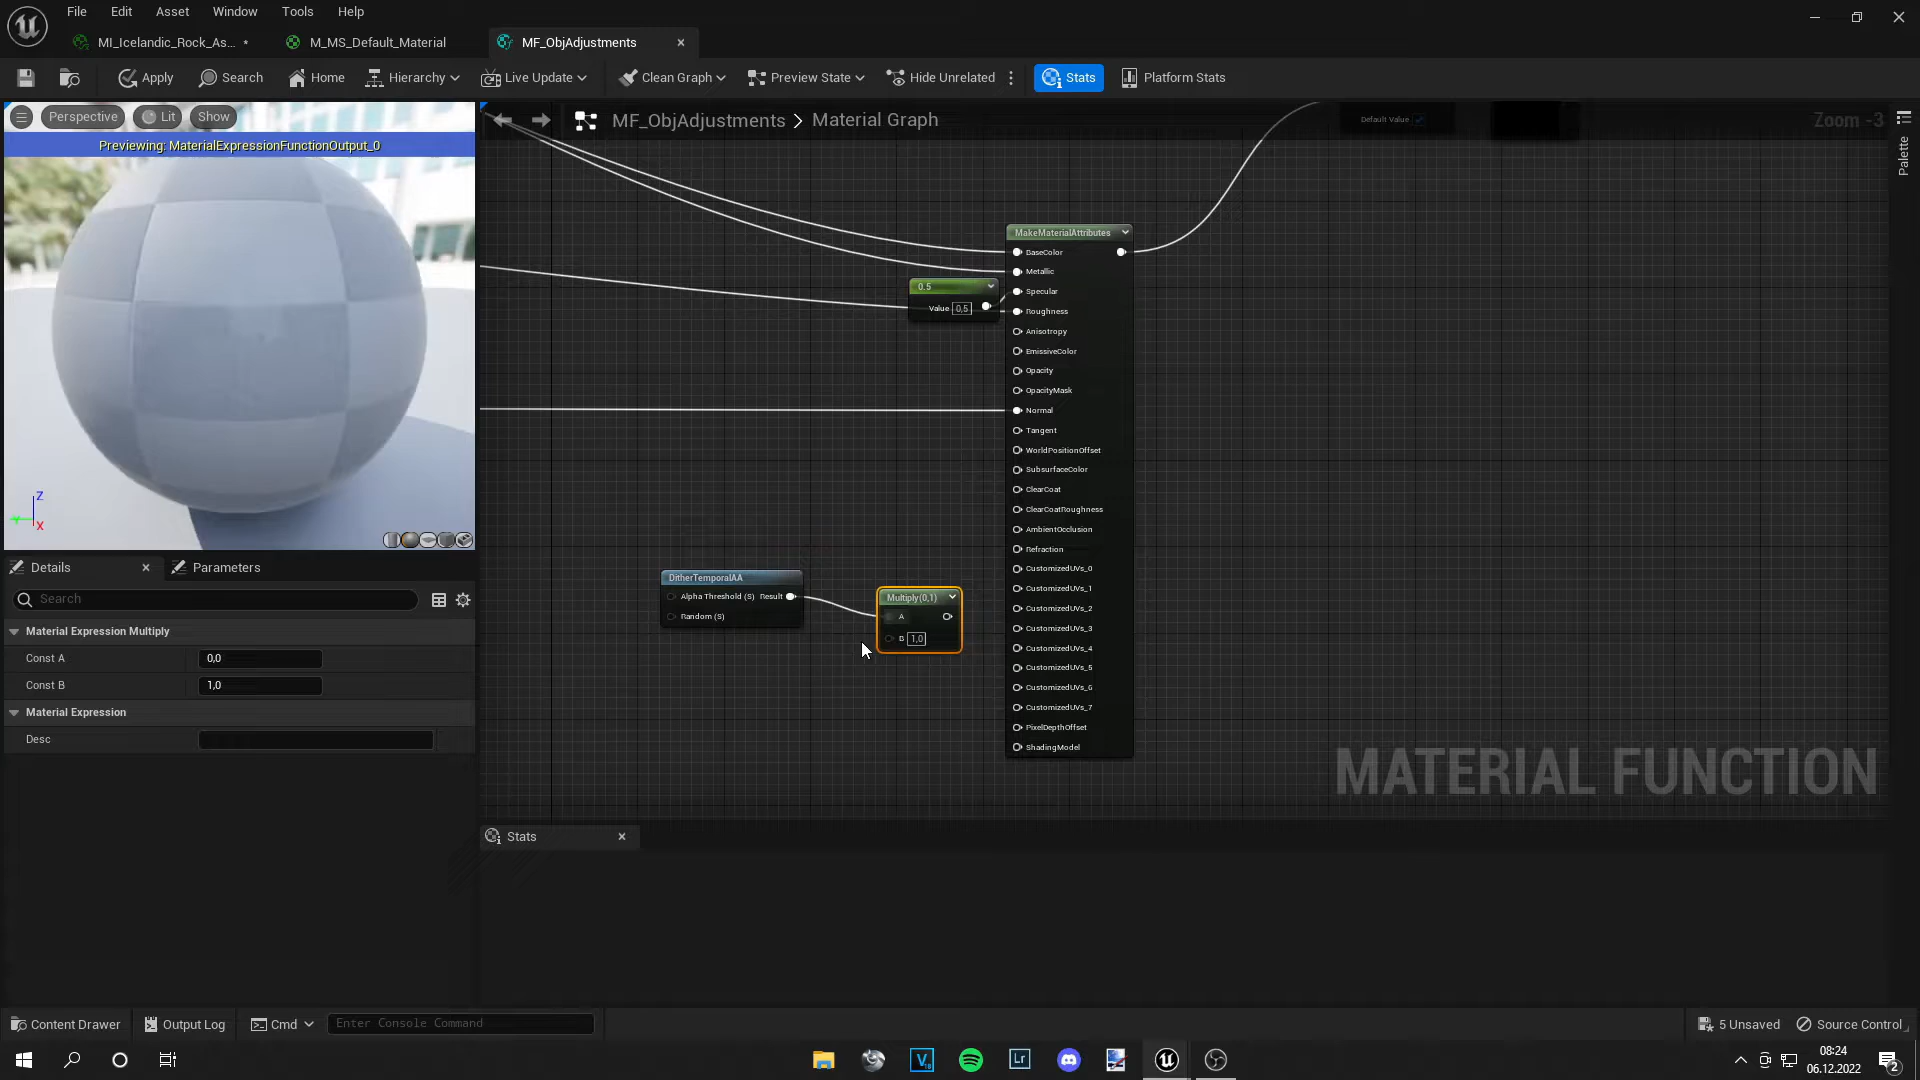 File Edit Asset Window Tools Help
MI_Icelandic_Rock_As... • M_MS_Default_Material MF_ObjAdjustments
Apply Search Home Hierarchy Live Update Clean Graph Preview State Hide Unrelated Stats Platform Stats
Perspective Lit Show
Previewing: MaterialExpressionFunctionOutput_0
Z
Y
X
MF_ObjAdjustments > Material Graph
Zoom -3
Palette
Default Value
MakeMaterialAttributes
BaseColor
Metallic
Specular
Roughness
Anisotropy
EmissiveColor
Opacity
OpacityMask
Normal
Tangent
WorldPositionOffset
SubsurfaceColor
ClearCoat
ClearCoatRoughness
AmbientOcclusion
Refraction
CustomizedUVs_0
CustomizedUVs_1
CustomizedUVs_2
CustomizedUVs_3
CustomizedUVs_4
CustomizedUVs_5
CustomizedUVs_6
CustomizedUVs_7
PixelDepthOffset
ShadingModel
0.5
Value 0,5
DitherTemporalAA
Alpha Threshold (S) Result
Random (S)
Multiply(0,1)
A
B 1,0
MATERIAL FUNCTION
Details Parameters
Search
Material Expression Multiply
Const A 0,0
Const B 1,0
Material Expression
Desc
Stats
Content Drawer Output Log Cmd Enter Console Command 5 Unsaved Source Control
V
18
Lr
08:24
06.12.2022
2